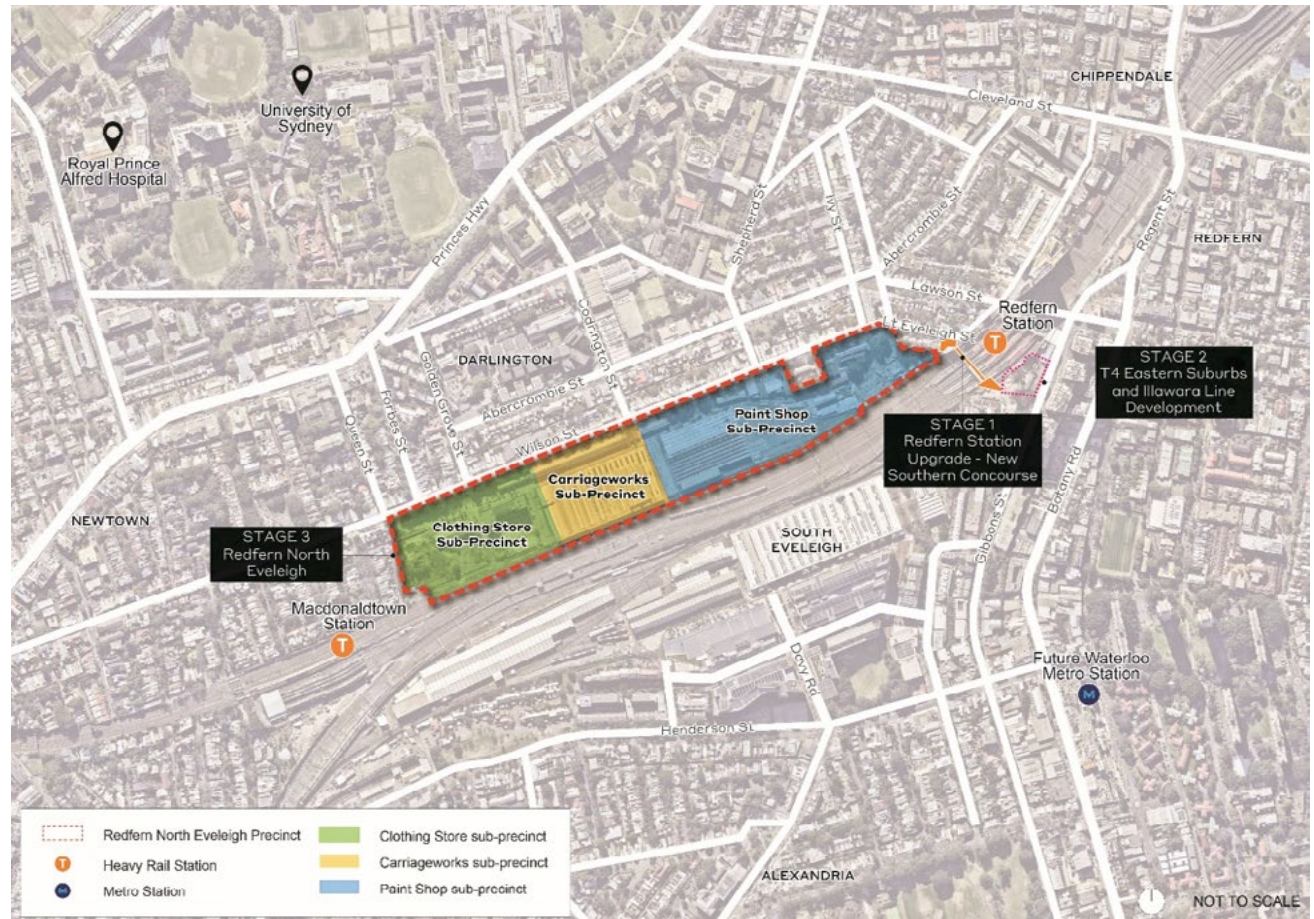 CHIPPENDALE
Cleveland St
University of
Sydney
Royal Prince
Alfred Hospital
Princes Hwy
Shepherd St
Ivy St
Abercrombie St
Regent St
REDFERN
Lawson St
Redfern
Station
T
Lt Eveleigh St
STAGE 2
T4 Eastern Suburbs
and Illawara Line
Development
DARLINGTON
Codrington St
Golden Grove St
Forbes St
Queen St
Abercrombie St
Wilson St
Paint Shop
Sub-Precinct
STAGE 1
Redfern Station
Upgrade - New
Southern Concourse
Carriageworks
Sub-Precinct
Clothing Store
Sub-Precinct
NEWTOWN
STAGE 3
Redfern North
Eveleigh
SOUTH
EVELEIGH
Gibbons St
Botany Rd
Macdonaldtown
Station
T
Davy Rd
Future Waterloo
Metro Station
M
Henderson St
ALEXANDRIA
Redfern North Eveleigh Precinct
T Heavy Rail Station
M Metro Station
Clothing Store sub-precinct
Carriageworks sub-precinct
Paint Shop sub-precinct
NOT TO SCALE